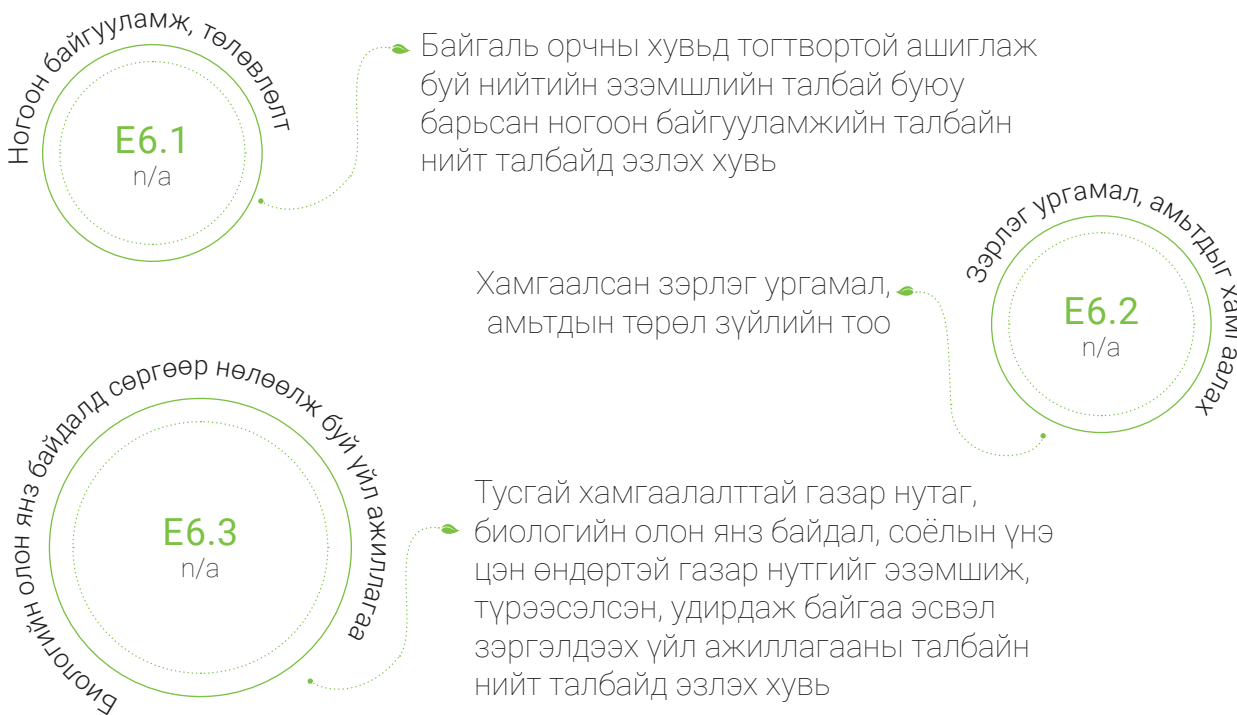 Ногоон байгууламж, төлөвлөлт
E6.1
n/a
Байгаль орчны хувьд тогтвортой ашиглаж
буй нийтийн эзэмшлийн талбай буюу
барьсан ногоон байгууламжийн талбайн
нийт талбайд эзлэх хувь
Зэрлэг ургамал, амьтдыг хамгаалах
E6.2
n/a
Хамгаалсан зэрлэг ургамал,
амьтдын төрөл зүйлийн тоо
Биологийн олон янз байдалд сөргөөр нөлөөлж буй үйл ажиллагаа
E6.3
n/a
Тусгай хамгаалалттай газар нутаг,
биологийн олон янз байдал, соёлын үнэ
цэн өндөртэй газар нутгийг эзэмшиж,
түрээсэлсэн, удирдаж байгаа эсвэл
зэргэлдээх үйл ажиллагааны талбайн
нийт талбайд эзлэх хувь